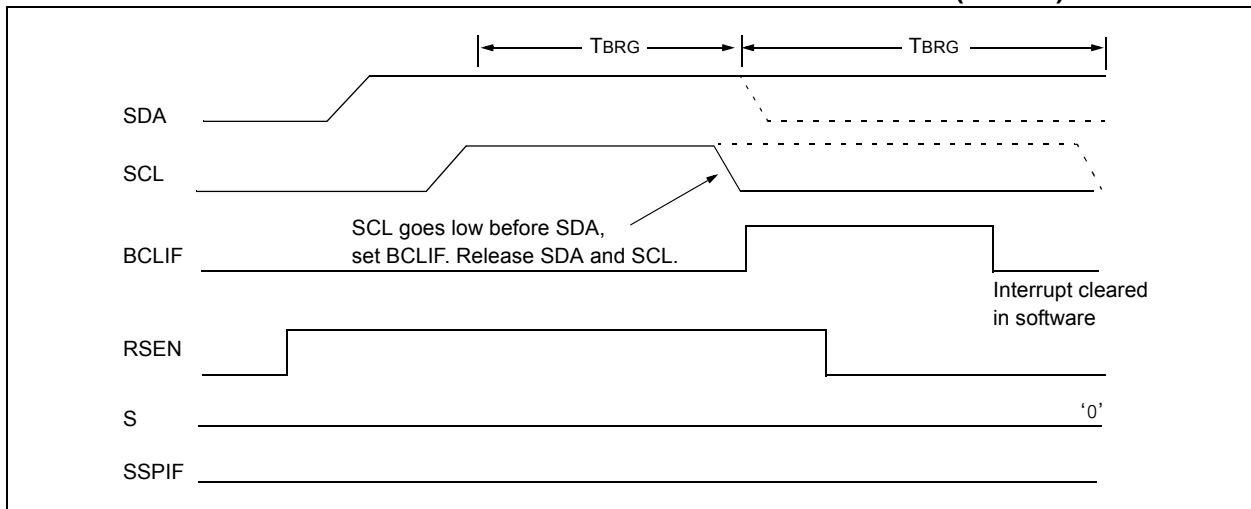 TBRG TBRG
SDA
SCL
SCL goes low before SDA,
set BCLIF. Release SDA and SCL.
BCLIF
Interrupt cleared
in software
RSEN
S ‘0’
SSPIF